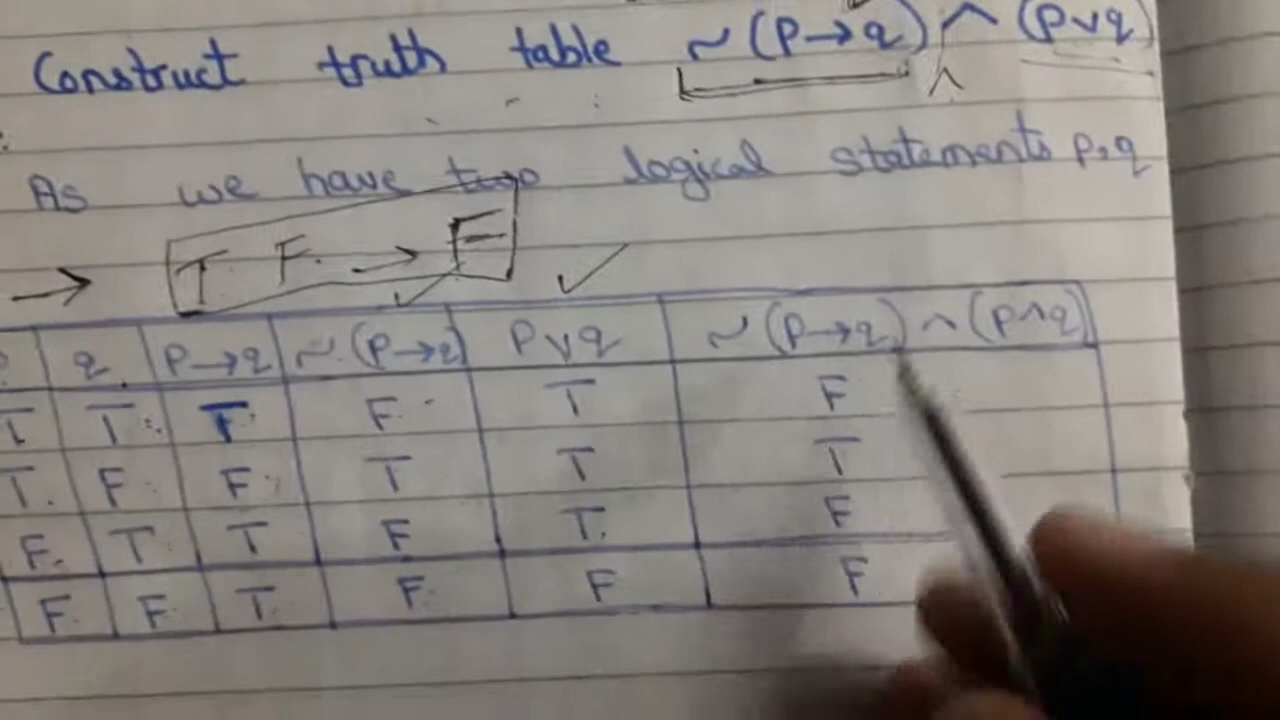 Construct truth table ~(P→q) ∧ (p∨q)
∧
As we have two logical statements p,q
→ T F → F
q P→q ~(P→q) P∨q ~(P→q) ∧ (P∧q)
T T F T F
T F F T T T
F T T F T F
F F T F F F